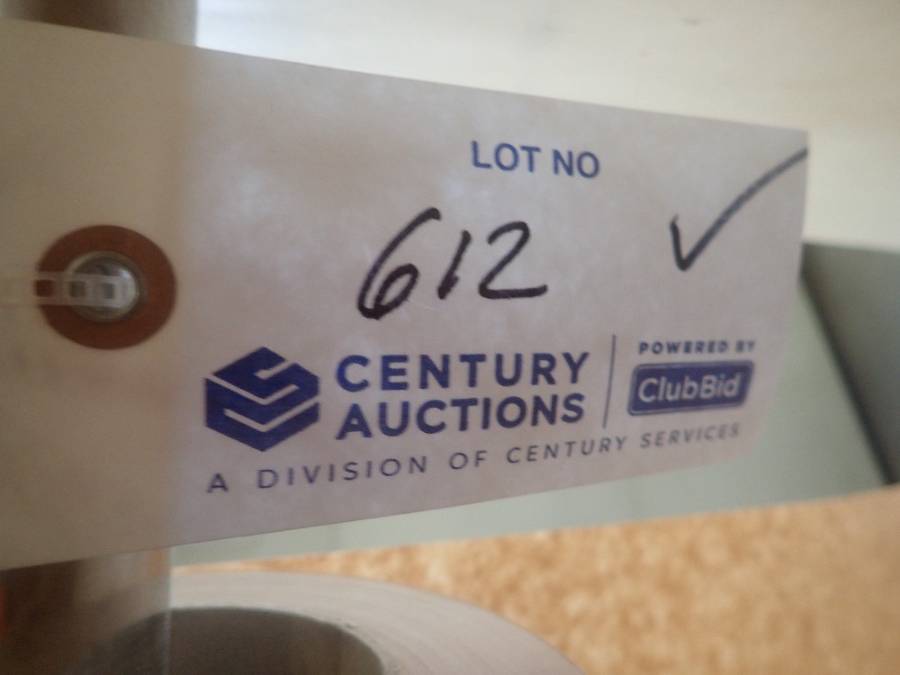 LOT NO
612 ✓
CENTURY
AUCTIONS
POWERED BY
ClubBid
A DIVISION OF CENTURY SERVICES